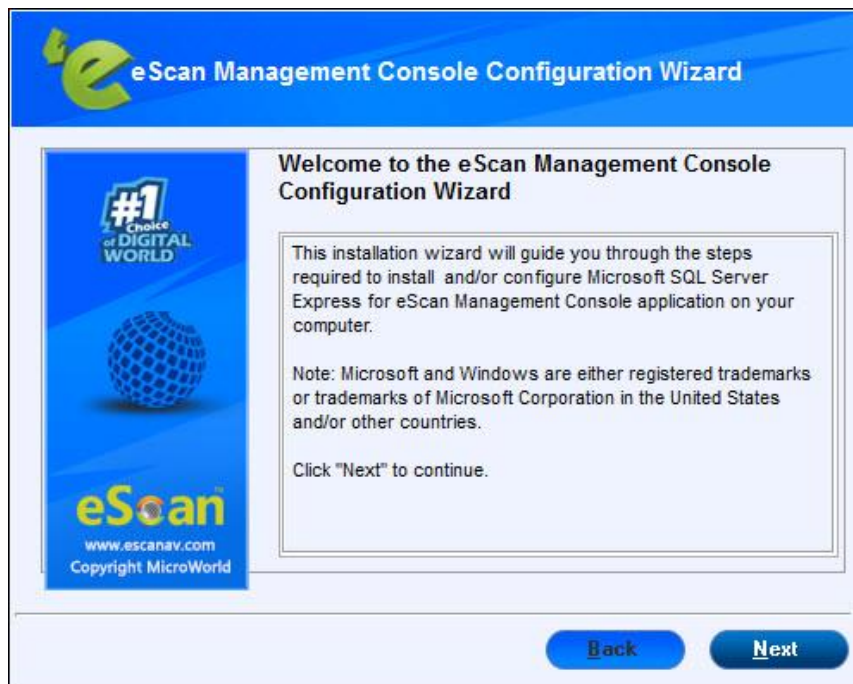 eScan Management Console Configuration Wizard
#1
Choice
of DIGITAL
WORLD
eScan
www.escanav.com
Copyright MicroWorld
Welcome to the eScan Management Console
Configuration Wizard
This installation wizard will guide you through the steps
required to install and/or configure Microsoft SQL Server
Express for eScan Management Console application on your
computer.
Note: Microsoft and Windows are either registered trademarks
or trademarks of Microsoft Corporation in the United States
and/or other countries.
Click "Next" to continue.
Back
Next